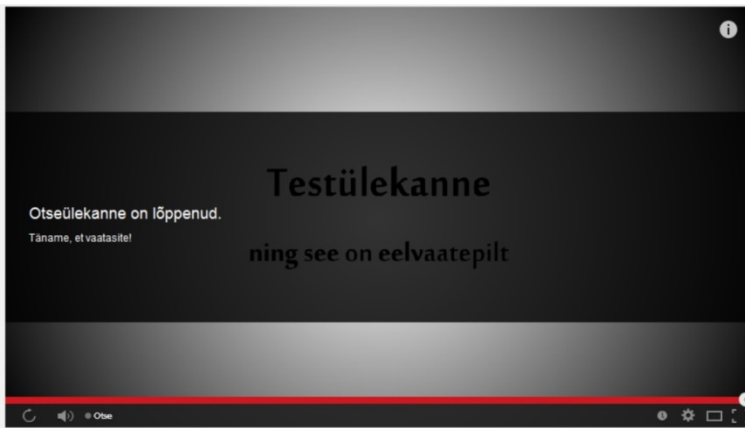 Testülekanne
Otseülekanne on lõppenud.
Täname, et vaatasite!
ning see on eelvaatepilt
Otse